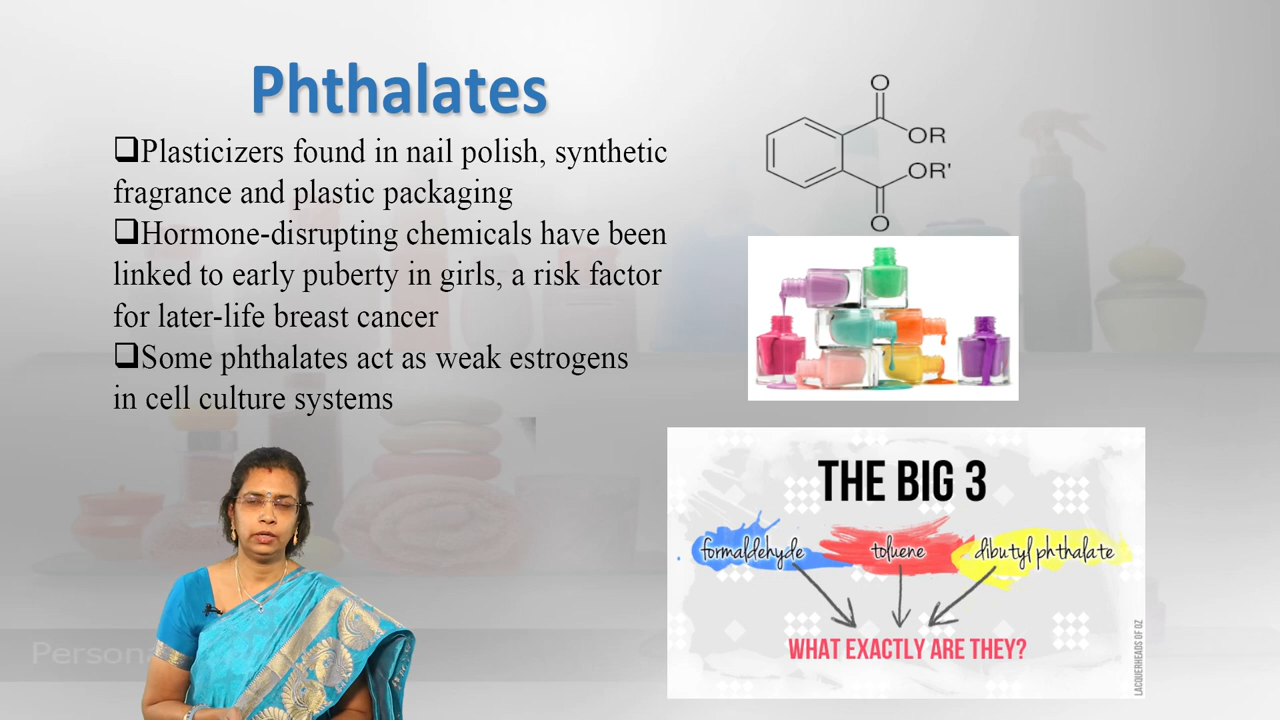 Phthalates
❑Plasticizers found in nail polish, synthetic
fragrance and plastic packaging
❑Hormone-disrupting chemicals have been
linked to early puberty in girls, a risk factor
for later-life breast cancer
❑Some phthalates act as weak estrogens
in cell culture systems
O
OR
OR'
O
THE BIG 3
formaldehyde
toluene
dibutyl phthalate
WHAT EXACTLY ARE THEY?
LACQUERHEADS OF OZ